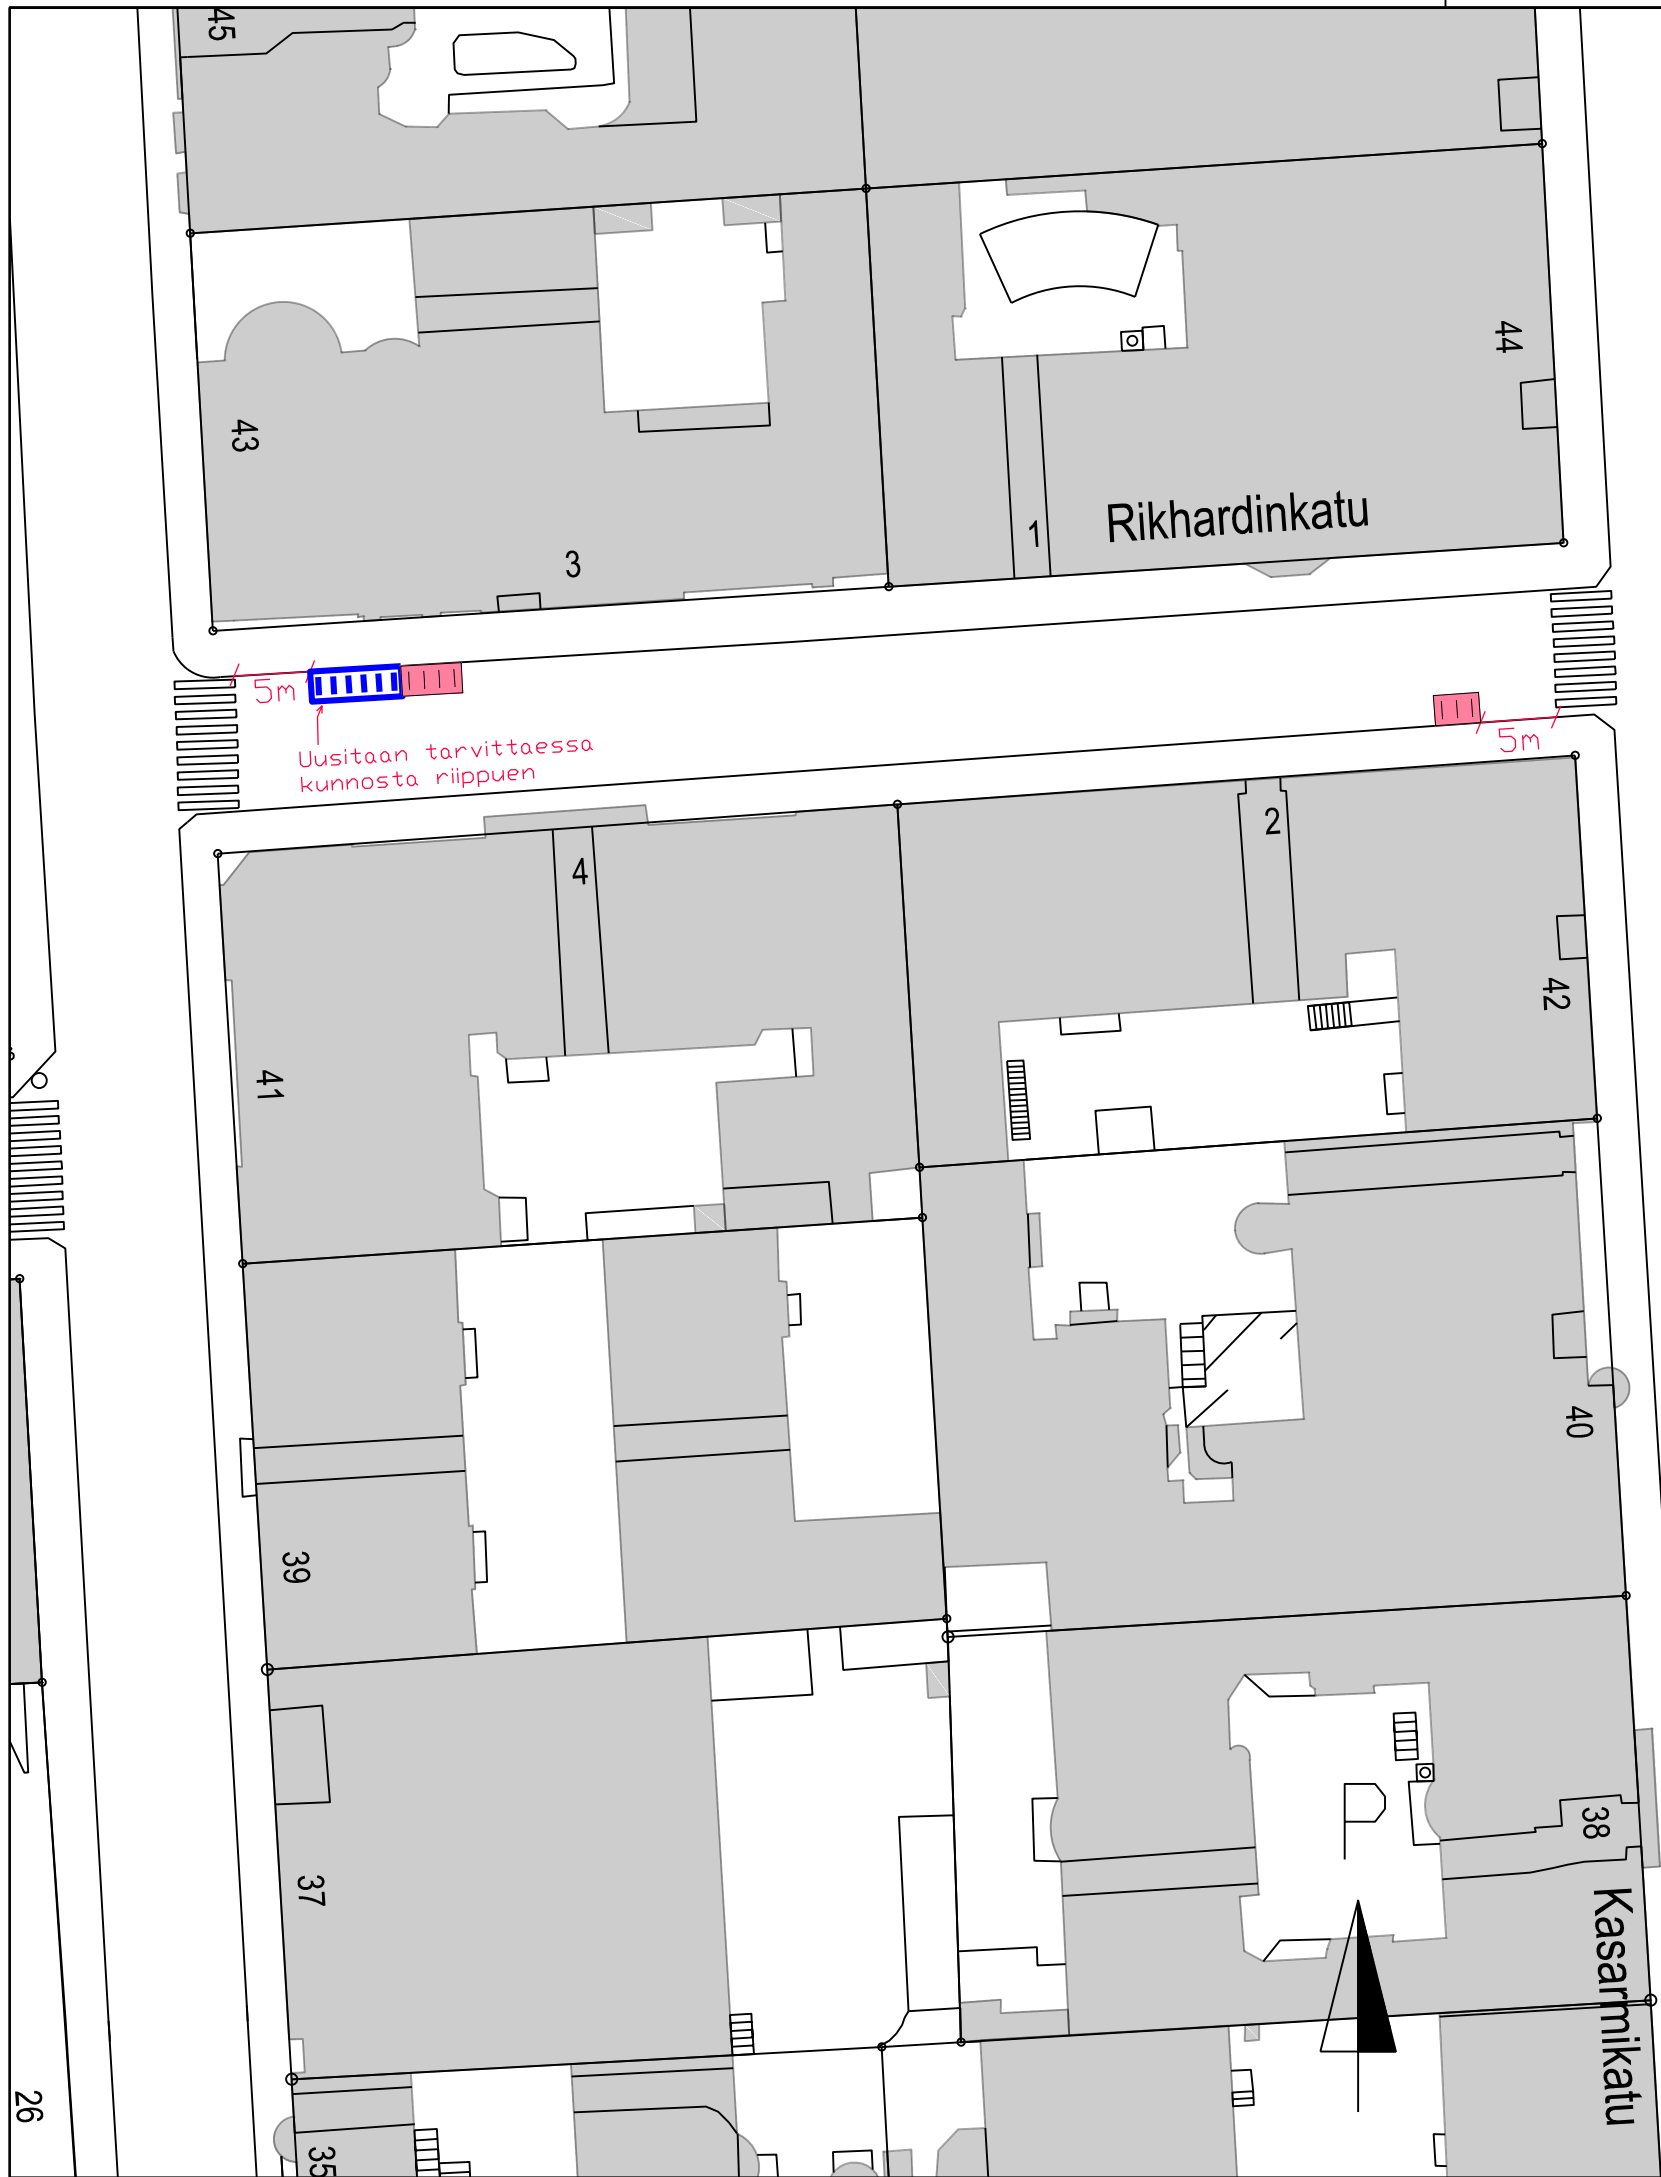 45
44
43
Rikhardinkatu
1
3
5m
Uusitaan tarvittaessa
kunnosta riippuen
5m
2
4
42
41
40
39
38
37
Kasarmikatu
26
35